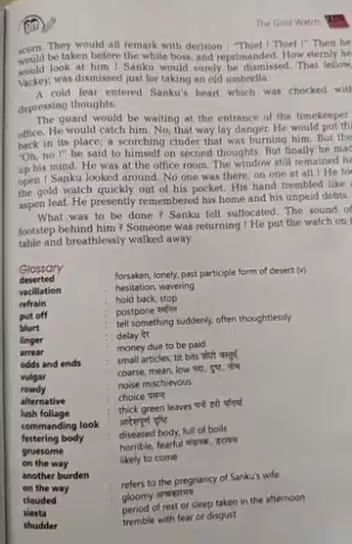 The Gold Watch
scorn. They would all remark with derision : "Thief ! Thief !" Then he
would be taken before the white boss, and reprimanded. How sternly he
would look at him ! Sanku would surely be dismissed. That fellow,
Vackey, was dismissed just for taking an old umbrella.
A cold fear entered Sanku's heart which was chocked with
depressing thoughts.
The guard would be waiting at the entrance of the timekeeper
office. He would catch him. No, that way lay danger. He would put th
back in its place; a scorching cinder that was burning him. But the
"Oh, no !" he said to himself on second thoughts. But finally he mad
up his mind. He was at the office room. The window still remained
open ! Sanku looked around. No one was there, on one at all ! He to
the gold watch quickly out of his pocket. His hand trembled like
aspen leaf. He presently remembered his home and his unpaid debts
What was to be done ? Sanku felt suffocated. The sound of
footstep behind him ? Someone was returning ! He put the watch on
table and breathlessly walked away
Glossary
deserted : forsaken, lonely, past participle form of desert (v)
vacillation : hesitation, wavering
refrain : hold back, stop
put off : postpone स्थगित
blurt : tell something suddenly, often thoughtlessly
linger : delay देर
arrear : money due to be paid
odds and ends : small articles, tit bits छोटी वस्तुएँ
vulgar : coarse, mean, low भद्दा, दुष्ट, नीच
rowdy : noise mischievous
alternative : choice पसन्द
lush foliage : thick green leaves घनी हरी पत्तियाँ
commanding look : आदेशपूर्ण दृष्टि
festering body : diseased body, full of boils
gruesome : horrible, fearful भयानक, डरावना
on the way : likely to come
another burden
on the way : refers to the pregnancy of Sanku's wife
clouded : gloomy अन्धकारमय
siesta : period of rest or sleep taken in the afternoon
shudder : tremble with fear or disgust